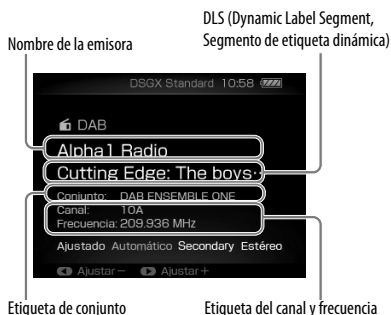 DLS (Dynamic Label Segment,
Segmento de etiqueta dinámica)
Nombre de la emisora
DSGX Standard 10:58
DAB
Alpha1 Radio
Cutting Edge: The boys··
Conjunto: DAB ENSEMBLE ONE
Canal: 10A
Frecuencia: 209.936 MHz
Ajustado Automático Secondary Estéreo
Ajustar− Ajustar+
Etiqueta de conjunto
Etiqueta del canal y frecuencia